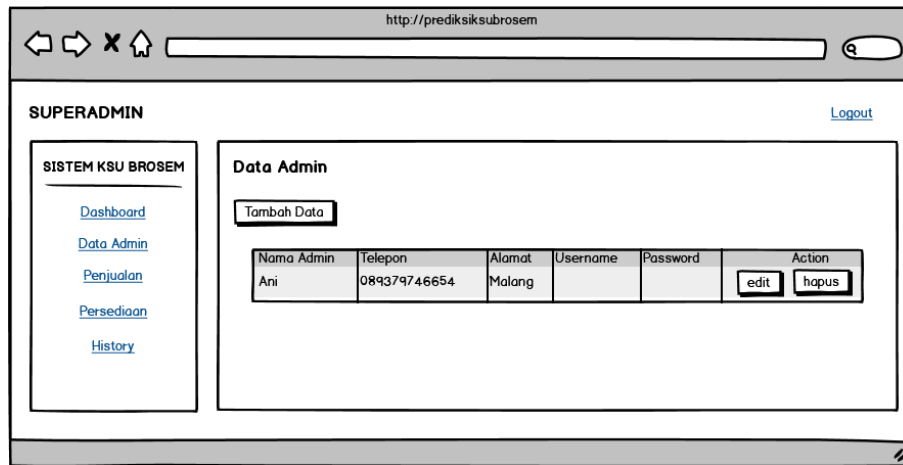 http://prediksiksubrosem
SUPERADMIN
Logout
SISTEM KSU BROSEM
Dashboard
Data Admin
Penjualan
Persediaan
History
Data Admin
Tambah Data
Nama Admin Telepon Alamat Username Password Action
Ani 089379746654 Malang edit hapus